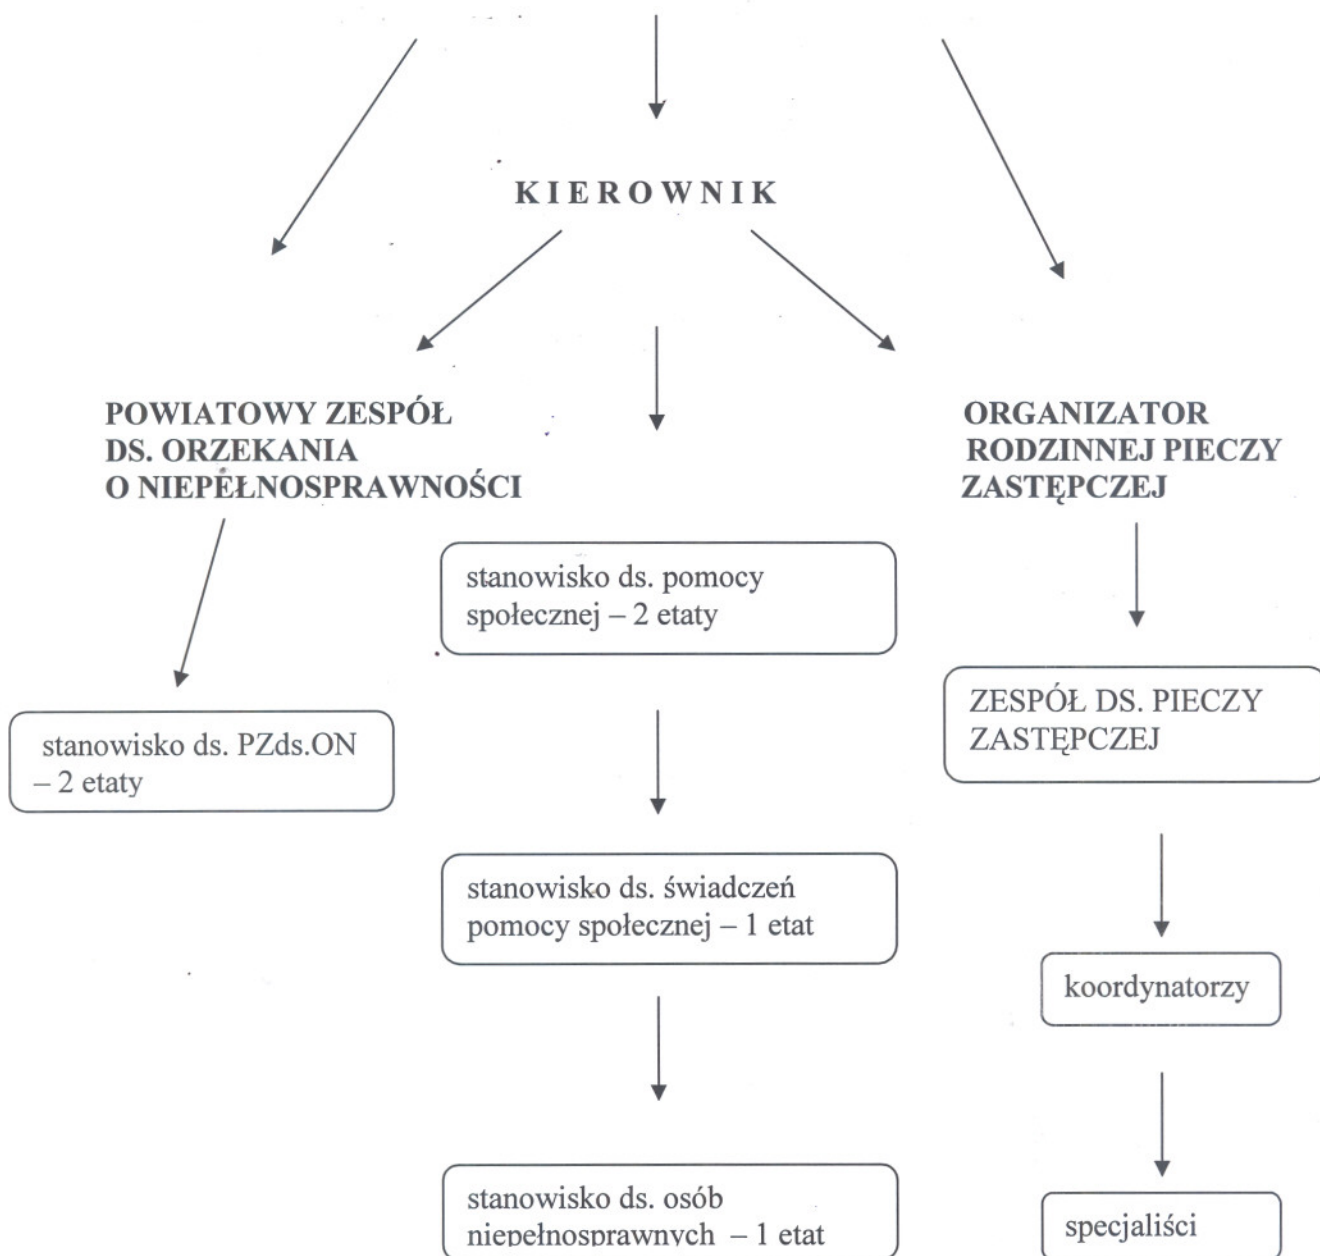 K I E R O W N I K
POWIATOWY ZESPÓŁ
DS. ORZEKANIA
O NIEPEŁNOSPRAWNOŚCI
ORGANIZATOR
RODZINNEJ PIECZY
ZASTĘPCZEJ
stanowisko ds. pomocy
społecznej – 2 etaty
stanowisko ds. PZds.ON
– 2 etaty
ZESPÓŁ DS. PIECZY
ZASTĘPCZEJ
stanowisko ds. świadczeń
pomocy społecznej – 1 etat
koordynatorzy
stanowisko ds. osób
niepełnosprawnych – 1 etat
specjaliści